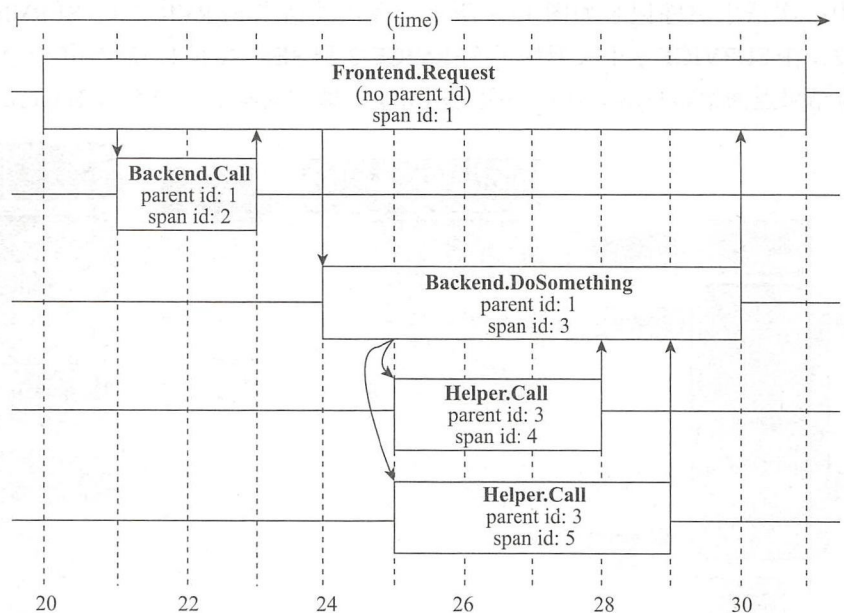 (time)
Frontend.Request
(no parent id)
span id: 1
Backend.Call
parent id: 1
span id: 2
Backend.DoSomething
parent id: 1
span id: 3
Helper.Call
parent id: 3
span id: 4
Helper.Call
parent id: 3
span id: 5
20 22 24 26 28 30